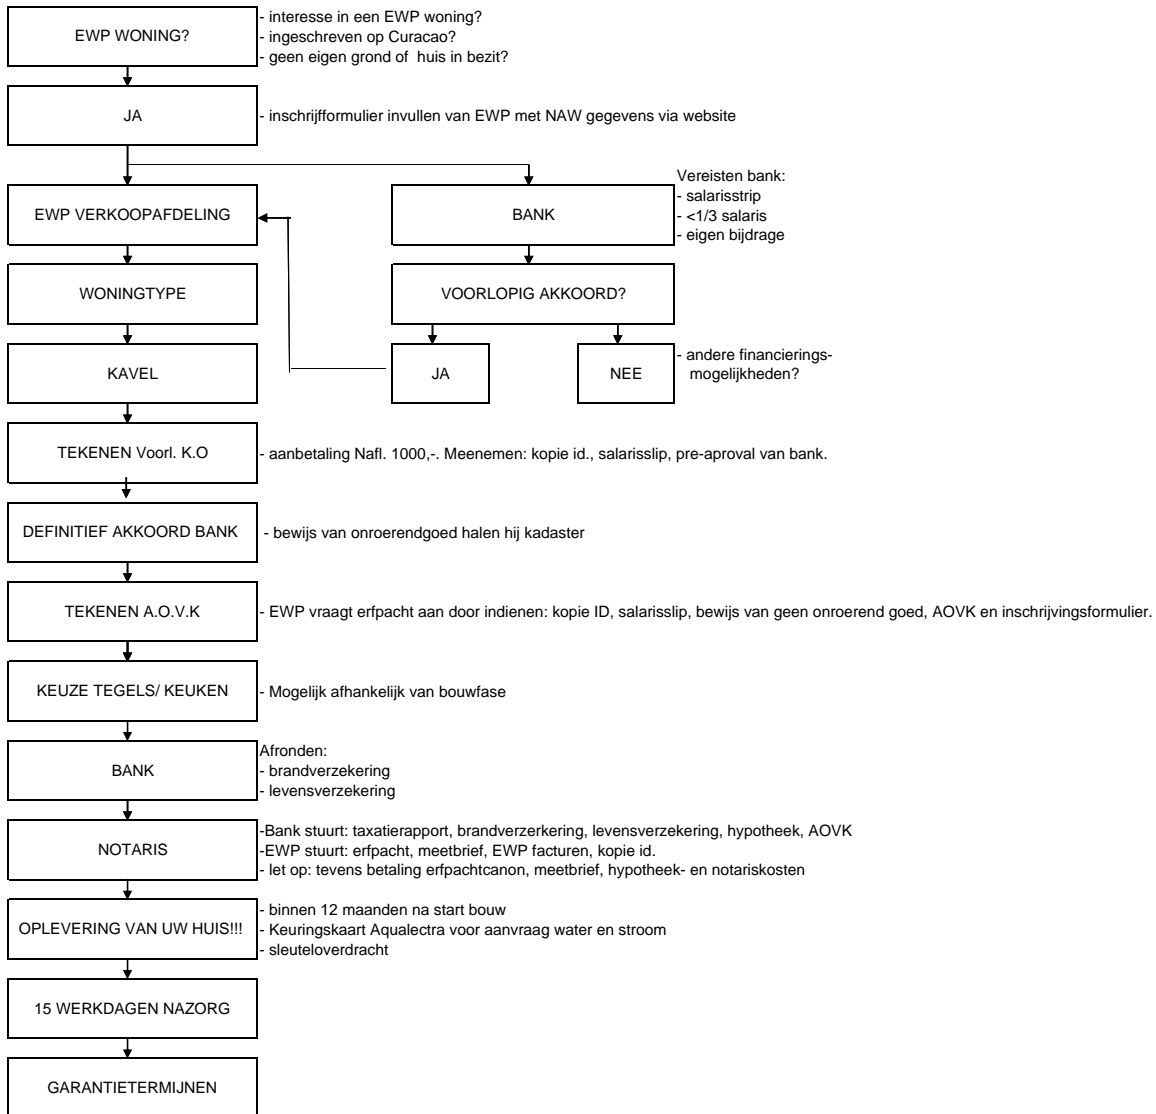 EWP WONING?
- interesse in een EWP woning?
- ingeschreven op Curacao?
- geen eigen grond of huis in bezit?
JA
- inschrijfformulier invullen van EWP met NAW gegevens via website
EWP VERKOOPAFDELING
BANK
Vereisten bank:
- salarisstrip
- <1/3 salaris
- eigen bijdrage
WONINGTYPE
VOORLOPIG AKKOORD?
KAVEL
JA
NEE
- andere financierings-
mogelijkheden?
TEKENEN Voorl. K.O
- aanbetaling Nafl. 1000,-. Meenemen: kopie id., salarisslip, pre-aproval van bank.
DEFINITIEF AKKOORD BANK
- bewijs van onroerendgoed halen hij kadaster
TEKENEN A.O.V.K
- EWP vraagt erfpacht aan door indienen: kopie ID, salarisslip, bewijs van geen onroerend goed, AOVK en inschrijvingsformulier.
KEUZE TEGELS/ KEUKEN
- Mogelijk afhankelijk van bouwfase
BANK
Afronden:
- brandverzekering
- levensverzekering
NOTARIS
-Bank stuurt: taxatierapport, brandverzerkering, levensverzekering, hypotheek, AOVK
-EWP stuurt: erfpacht, meetbrief, EWP facturen, kopie id.
- let op: tevens betaling erfpachtcanon, meetbrief, hypotheek- en notariskosten
OPLEVERING VAN UW HUIS!!!
- binnen 12 maanden na start bouw
- Keuringskaart Aqualectra voor aanvraag water en stroom
- sleuteloverdracht
15 WERKDAGEN NAZORG
GARANTIETERMIJNEN